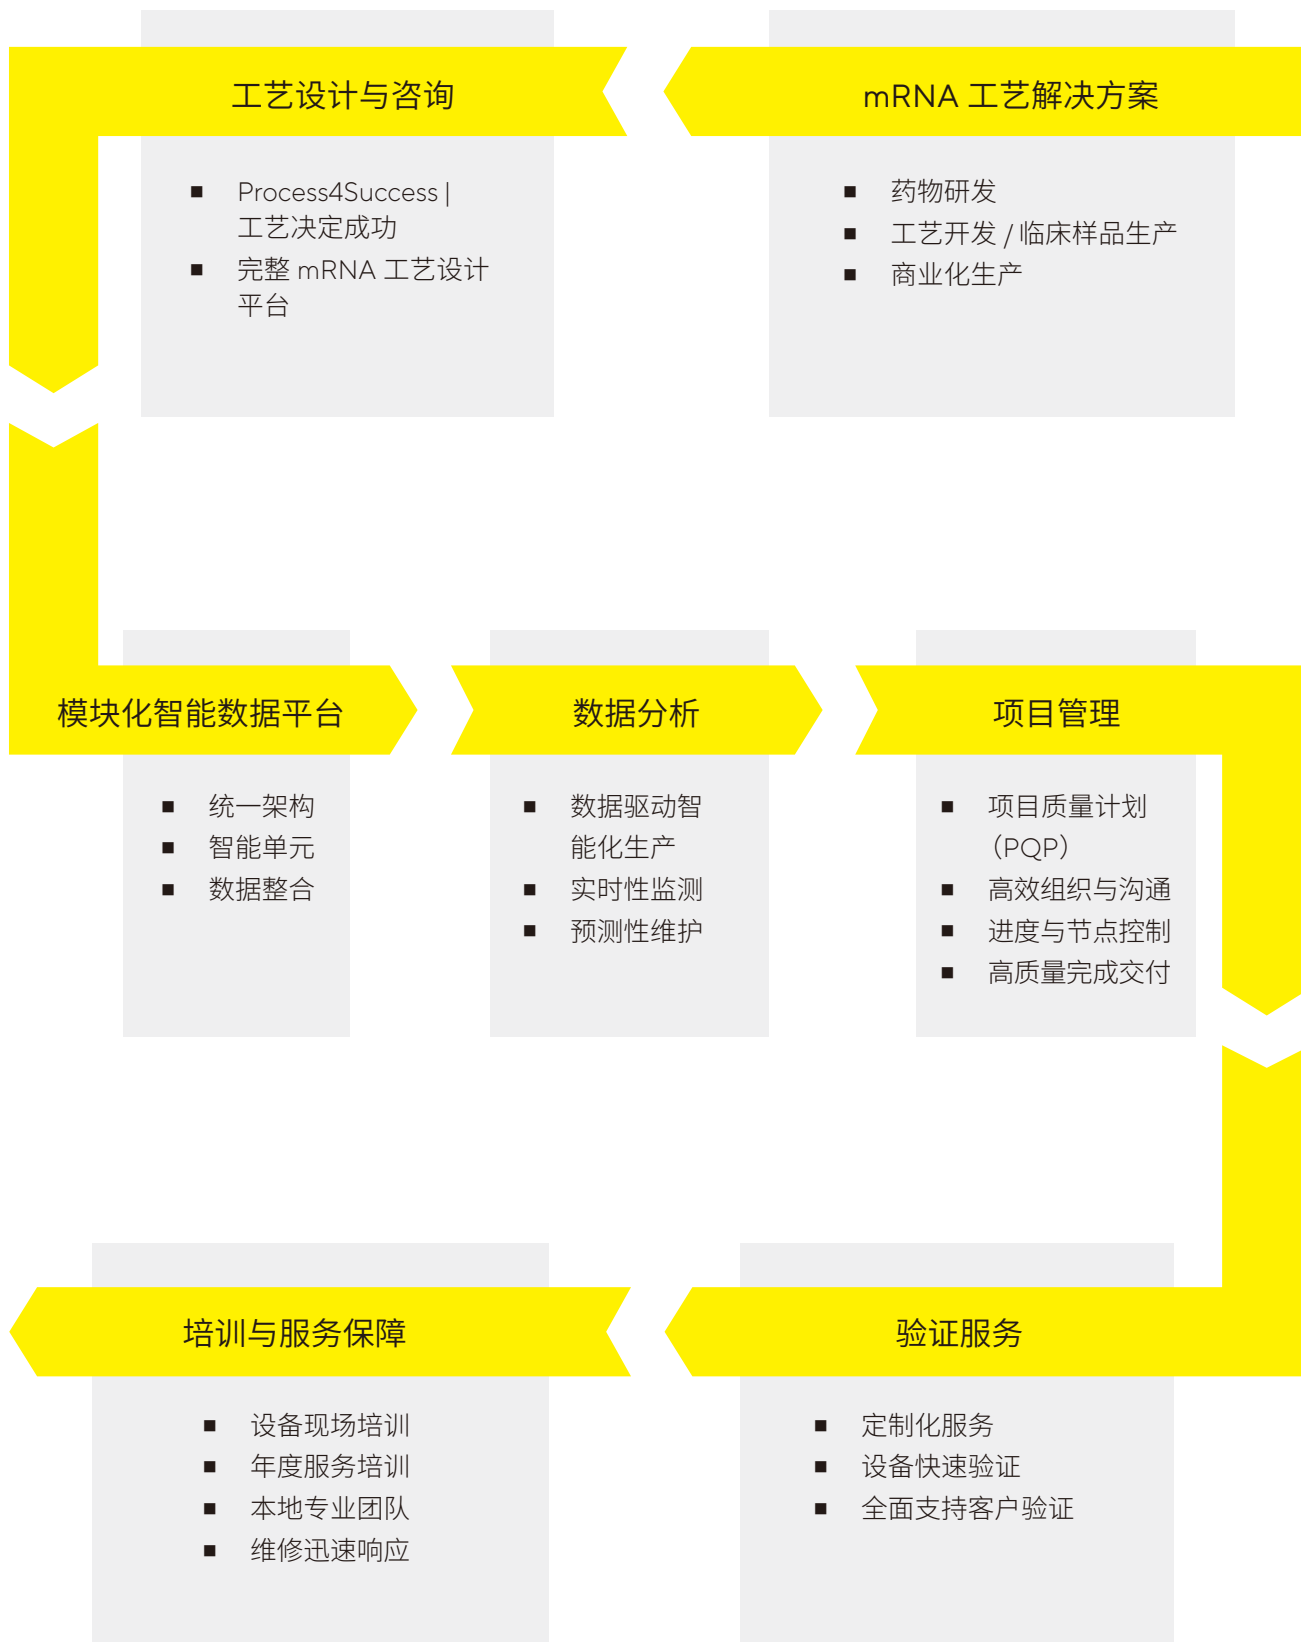 mRNA 工艺解决方案
药物研发
工艺开发 / 临床样品生产
商业化生产
工艺设计与咨询
Process4Success |
工艺决定成功
完整 mRNA 工艺设计
平台
模块化智能数据平台
统一架构
智能单元
数据整合
数据分析
数据驱动智
能化生产
实时性监测
预测性维护
项目管理
项目质量计划
（PQP）
高效组织与沟通
进度与节点控制
高质量完成交付
验证服务
定制化服务
设备快速验证
全面支持客户验证
培训与服务保障
设备现场培训
年度服务培训
本地专业团队
维修迅速响应